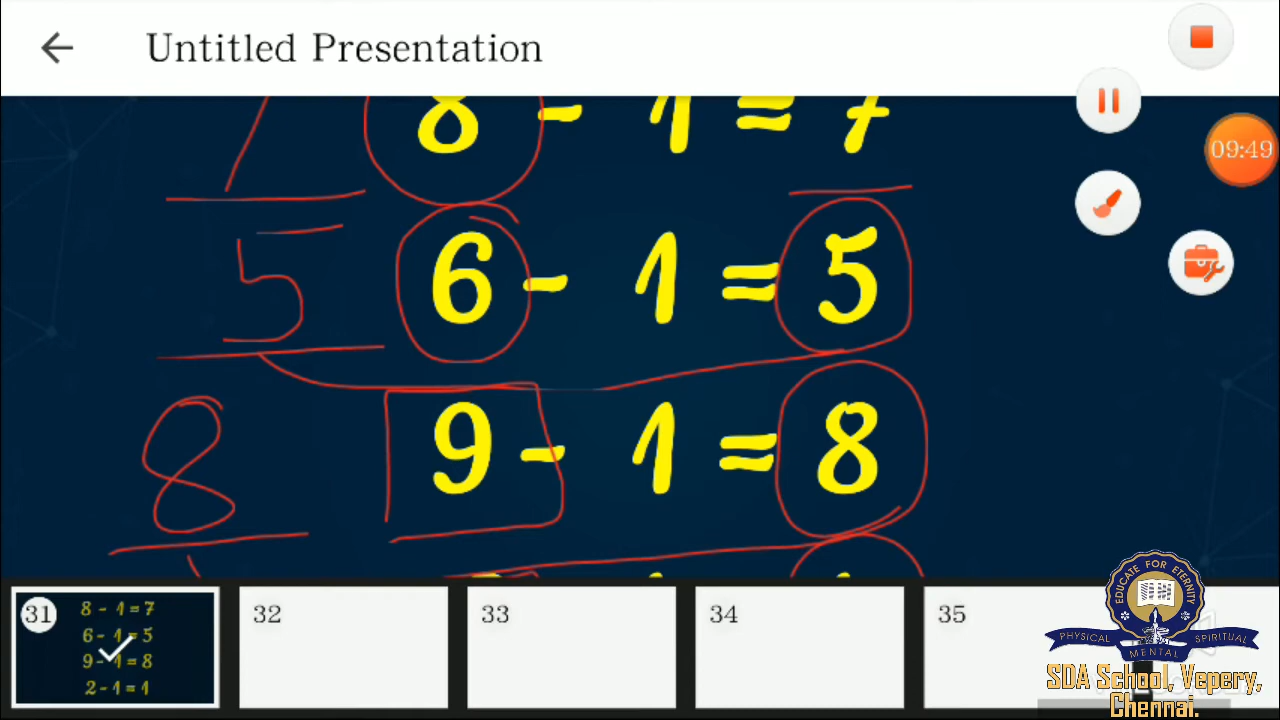 Untitled Presentation
8 - 1 = 7
09:49
5 6 - 1 = 5
8 9 - 1 = 8
31 32 33 34 35
8 - 1 = 7
6 - 1 = 5
9 - 1 = 8
2 - 1 = 1
EDUCATE FOR ETERNITY
PHYSICAL MENTAL SPIRITUAL
SDA School, Vepery,
Chennai.